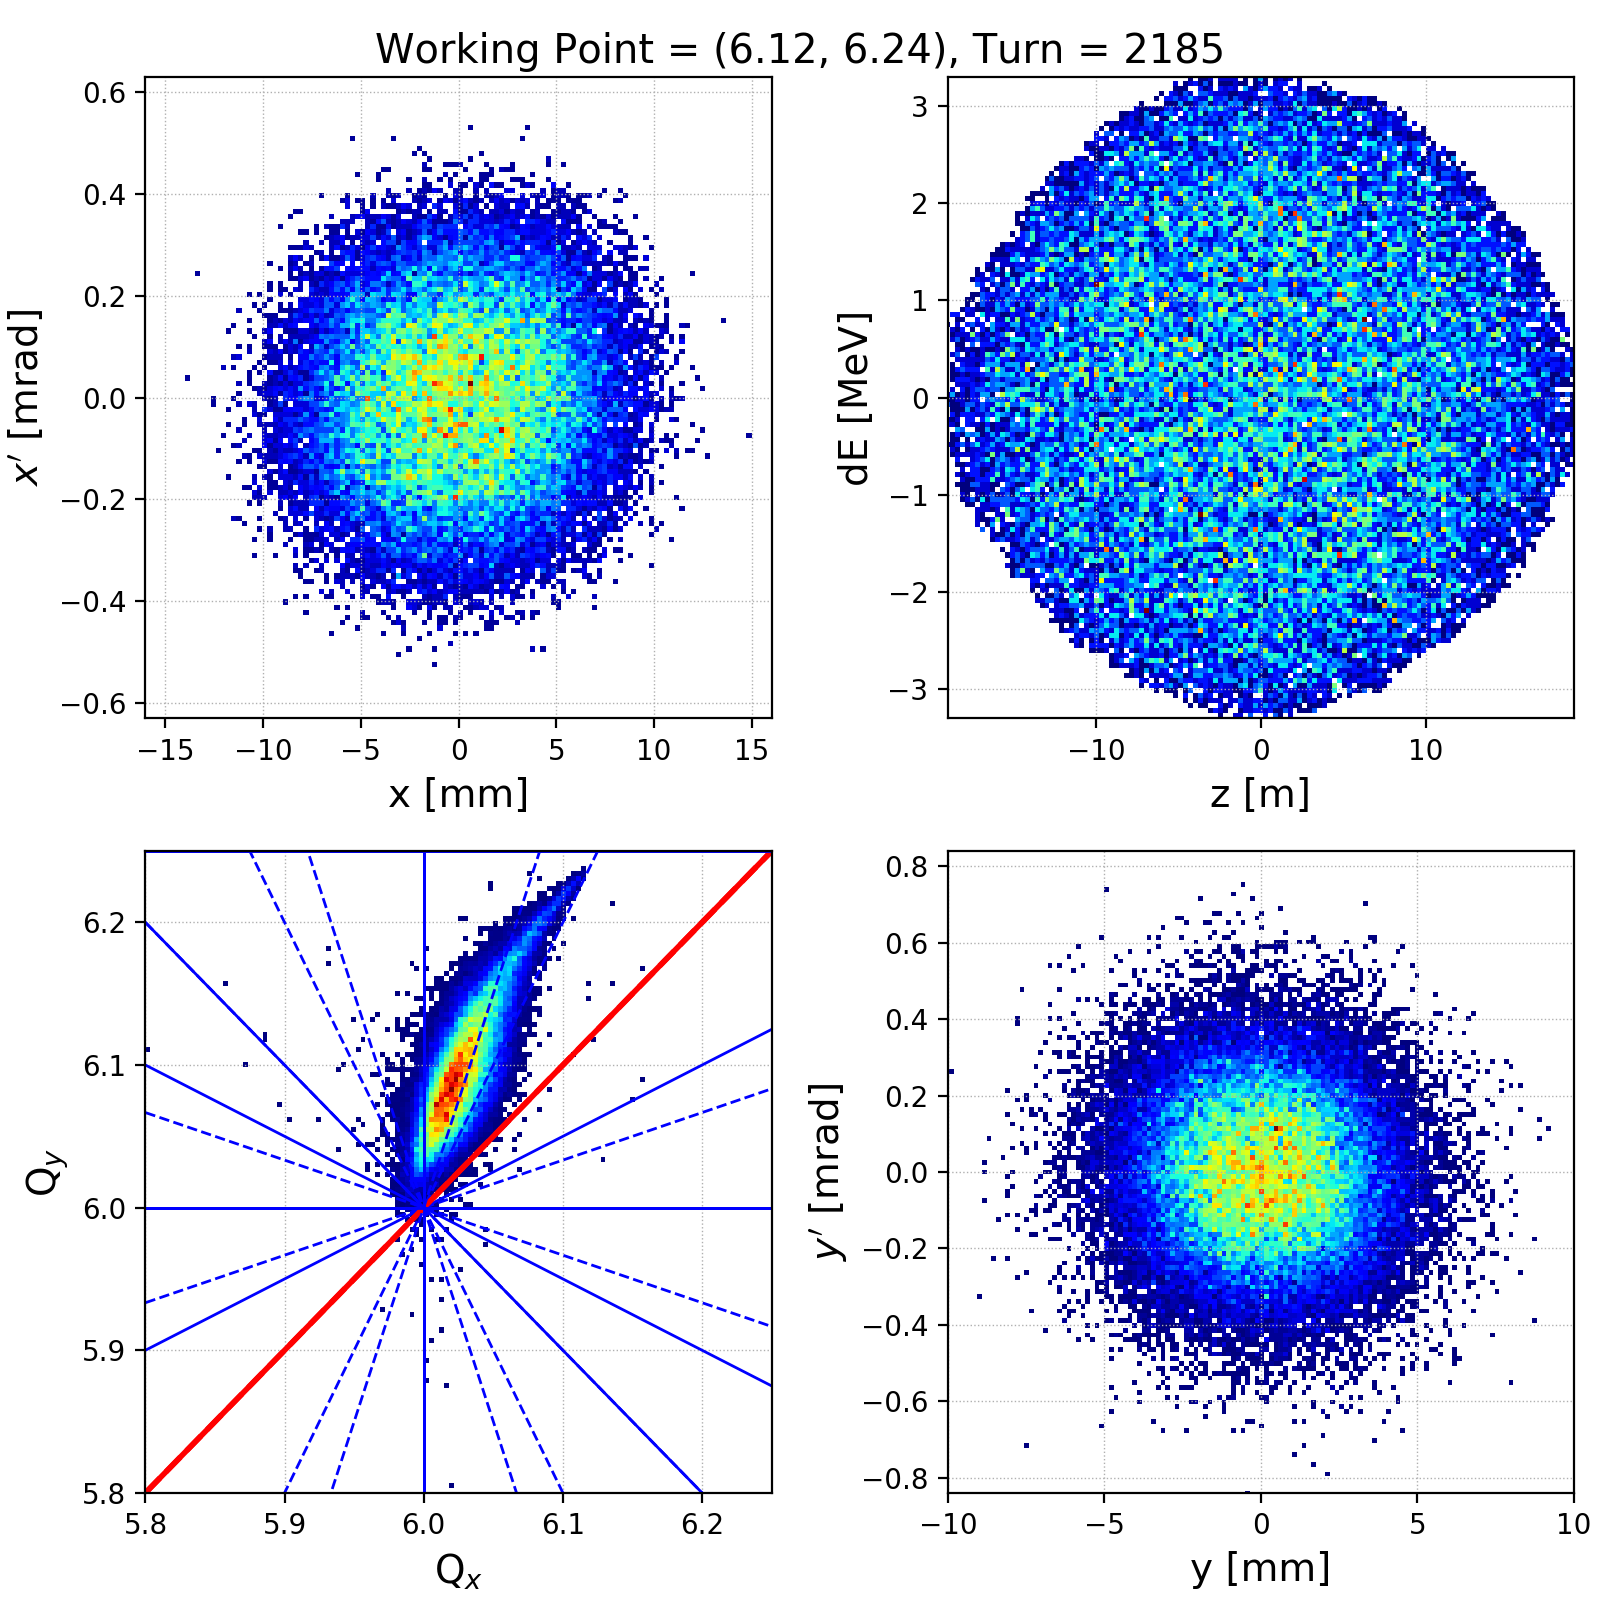 Working Point = (6.12, 6.24), Turn = 2185
0.6
0.4
0.2
0.0
−0.2
−0.4
−0.6
x′ [mrad]
−15 −10 −5 0 5 10 15
x [mm]
3
2
1
0
−1
−2
−3
dE [MeV]
−10 0 10
z [m]
6.2
6.1
6.0
5.9
5.8
Qy
5.8 5.9 6.0 6.1 6.2
Qx
0.8
0.6
0.4
0.2
0.0
−0.2
−0.4
−0.6
−0.8
y′ [mrad]
−10 −5 0 5 10
y [mm]